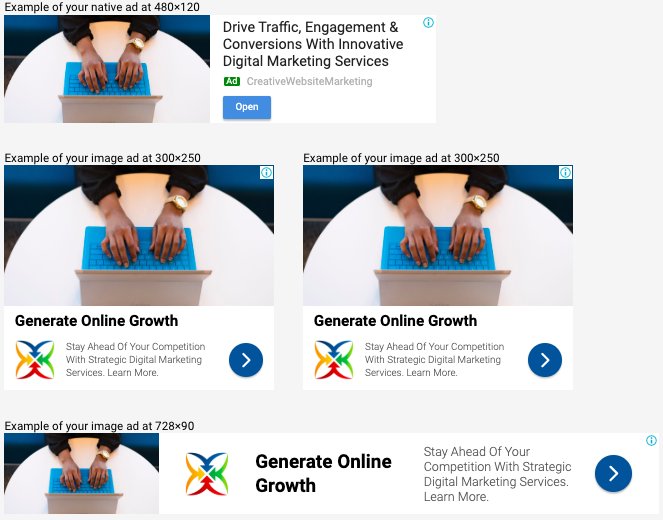 Example of your native ad at 480×120
Drive Traffic, Engagement &
Conversions With Innovative
Digital Marketing Services
Ad CreativeWebsiteMarketing
Open
Example of your image ad at 300×250
Generate Online Growth
Stay Ahead Of Your Competition
With Strategic Digital Marketing
Services. Learn More.
Example of your image ad at 300×250
Generate Online Growth
Stay Ahead Of Your Competition
With Strategic Digital Marketing
Services. Learn More.
Example of your image ad at 728×90
Generate Online
Growth
Stay Ahead Of Your
Competition With Strategic
Digital Marketing Services.
Learn More.